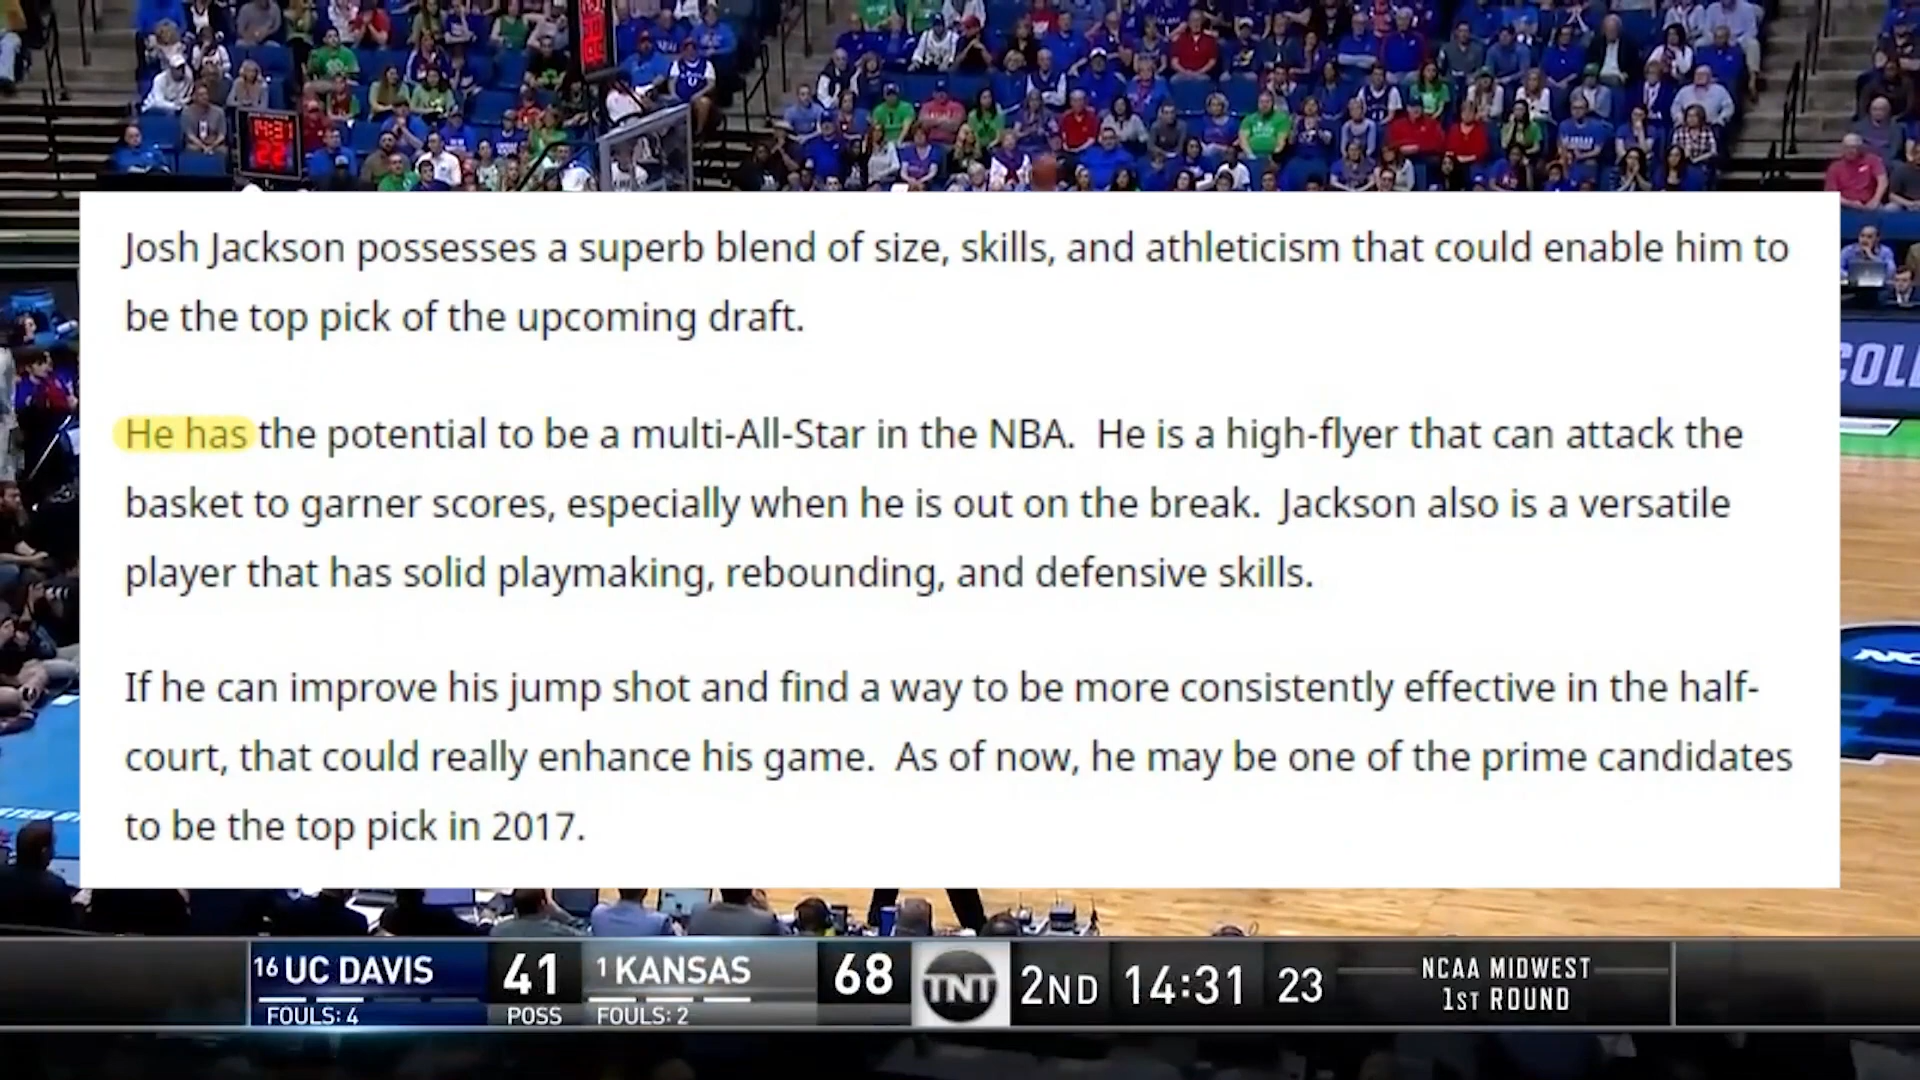 14:31
22
Josh Jackson possesses a superb blend of size, skills, and athleticism that could enable him to
be the top pick of the upcoming draft.
He has the potential to be a multi-All-Star in the NBA. He is a high-flyer that can attack the
basket to garner scores, especially when he is out on the break. Jackson also is a versatile
player that has solid playmaking, rebounding, and defensive skills.
If he can improve his jump shot and find a way to be more consistently effective in the half-
court, that could really enhance his game. As of now, he may be one of the prime candidates
to be the top pick in 2017.
16 UC DAVIS 41 1 KANSAS 68 TNT 2ND 14:31 23 NCAA MIDWEST
1ST ROUND
FOULS: 4 POSS FOULS: 2